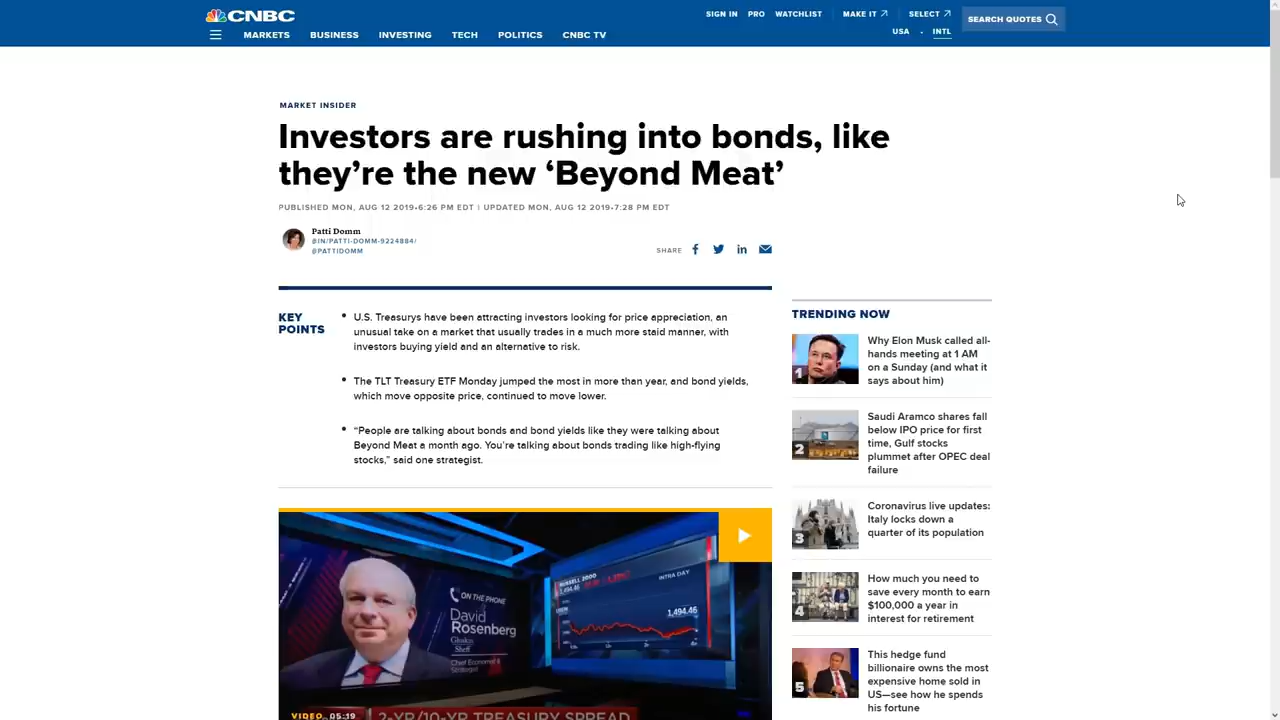 CNBC
SIGN IN PRO WATCHLIST MAKE IT SELECT
SEARCH QUOTES
MARKETS BUSINESS INVESTING TECH POLITICS CNBC TV
USA INTL
MARKET INSIDER
Investors are rushing into bonds, like
they're the new ‘Beyond Meat’
PUBLISHED MON, AUG 12 2019•6:26 PM EDT | UPDATED MON, AUG 12 2019•7:28 PM EDT
Patti Domm
@IN/PATTI-DOMM-9224884/
@PATTIDOMM
SHARE
KEY
POINTS
• U.S. Treasurys have been attracting investors looking for price appreciation, an
unusual take on a market that usually trades in a much more staid manner, with
investors buying yield and an alternative to risk.
• The TLT Treasury ETF Monday jumped the most in more than year, and bond yields,
which move opposite price, continued to move lower.
• “People are talking about bonds and bond yields like they were talking about
Beyond Meat a month ago. You’re talking about bonds trading like high-flying
stocks,” said one strategist.
ON THE PHONE
David
Rosenberg
Gluskin
Sheff
Chief Economist &
Strategist
RUSSELL 2000
1,494.46
INTRA DAY
1,494.46
VIDEO 05:19
2-YR/10-YR TREASURY SPREAD
TRENDING NOW
1
Why Elon Musk called all-
hands meeting at 1 AM
on a Sunday (and what it
says about him)
2
Saudi Aramco shares fall
below IPO price for first
time, Gulf stocks
plummet after OPEC deal
failure
3
Coronavirus live updates:
Italy locks down a
quarter of its population
4
How much you need to
save every month to earn
$100,000 a year in
interest for retirement
5
This hedge fund
billionaire owns the most
expensive home sold in
US—see how he spends
his fortune